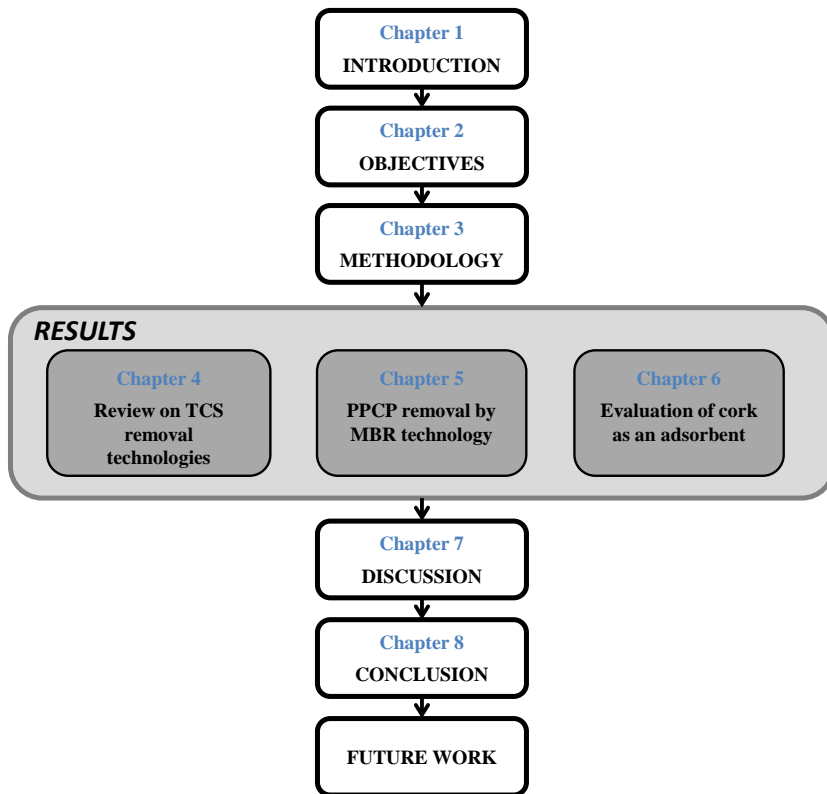 Chapter 1
INTRODUCTION
Chapter 2
OBJECTIVES
Chapter 3
METHODOLOGY
RESULTS
Chapter 4
Review on TCS
removal
technologies
Chapter 5
PPCP removal by
MBR technology
Chapter 6
Evaluation of cork
as an adsorbent
Chapter 7
DISCUSSION
Chapter 8
CONCLUSION
FUTURE WORK